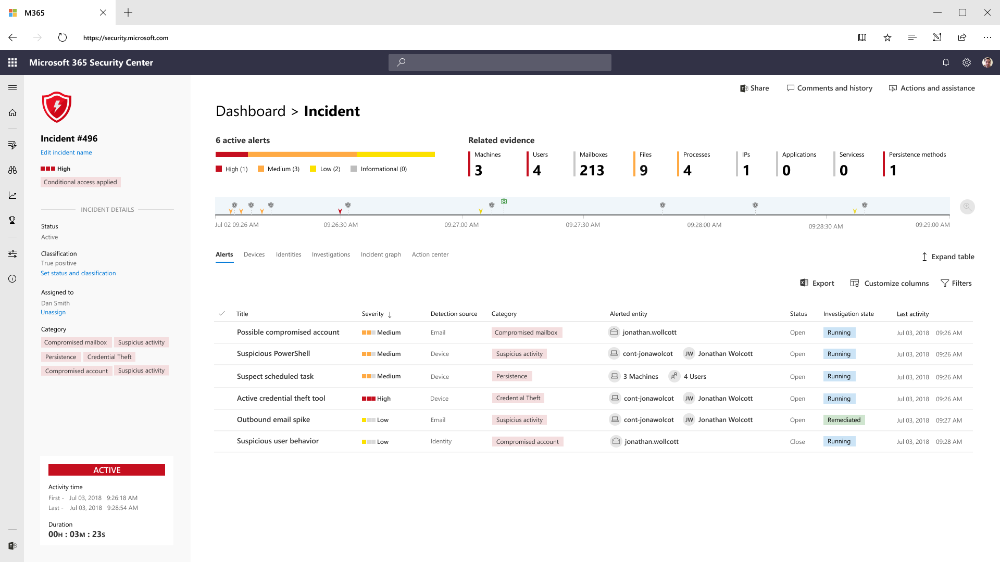 M365
https://security.microsoft.com
Microsoft 365 Security Center
Share
Comments and history
Actions and assistance
Incident #496
Edit incident name
High
Conditional access applied
INCIDENT DETAILS
Status
Active
Classification
True positive
Set status and classification
Assigned to
Dan Smith
Unassign
Category
Compromised mailbox Suspicius activity
Persistence Credential Theft
Compromised account Suspicius activity
ACTIVE
Activity time
First - Jul 03, 2018 9:26:18 AM
Last - Jul 03, 2018 9:28:54 AM
Duration
00H : 03M : 23S
Dashboard > Incident
6 active alerts
High (1) Medium (3) Low (2) Informational (0)
Related evidence
Machines Users Mailboxes Files Processes IPs Applications Servicess Persistence methods
3 4 213 9 4 1 0 0 1
Jul 02 09:26 AM 09:26:30 AM 09:27:00 AM 09:27:30 AM 09:28:00 AM 09:28:30 AM 09:29:00 AM
Alerts Devices Identities Investigations Incident graph Action center
Expand table
Export Customize columns Filters
Title Severity Detection source Category Alerted entity Status Investigation state Last activity
Possible compromised account Medium Email Compromised mailbox jonathan.wollcott Open Running Jul 03, 2018 09:26 AM
Suspicious PowerShell Medium Device Suspicius activity cont-jonawolcot JW Jonathan Wolcott Open Running Jul 03, 2018 09:26 AM
Suspect scheduled task Medium Device Persistence 3 Machines 4 Users Open Running Jul 03, 2018 09:26 AM
Active credential theft tool High Device Credential Theft cont-jonawolcot JW Jonathan Wolcott Open Running Jul 03, 2018 09:26 AM
Outbound email spike Low Email Suspicius activity cont-jonawolcot JW Jonathan Wolcott Open Remediated Jul 03, 2018 09:27 AM
Suspicious user behavior Low Identity Compromised account jonathan.wollcott Close Running Jul 03, 2018 09:28 AM